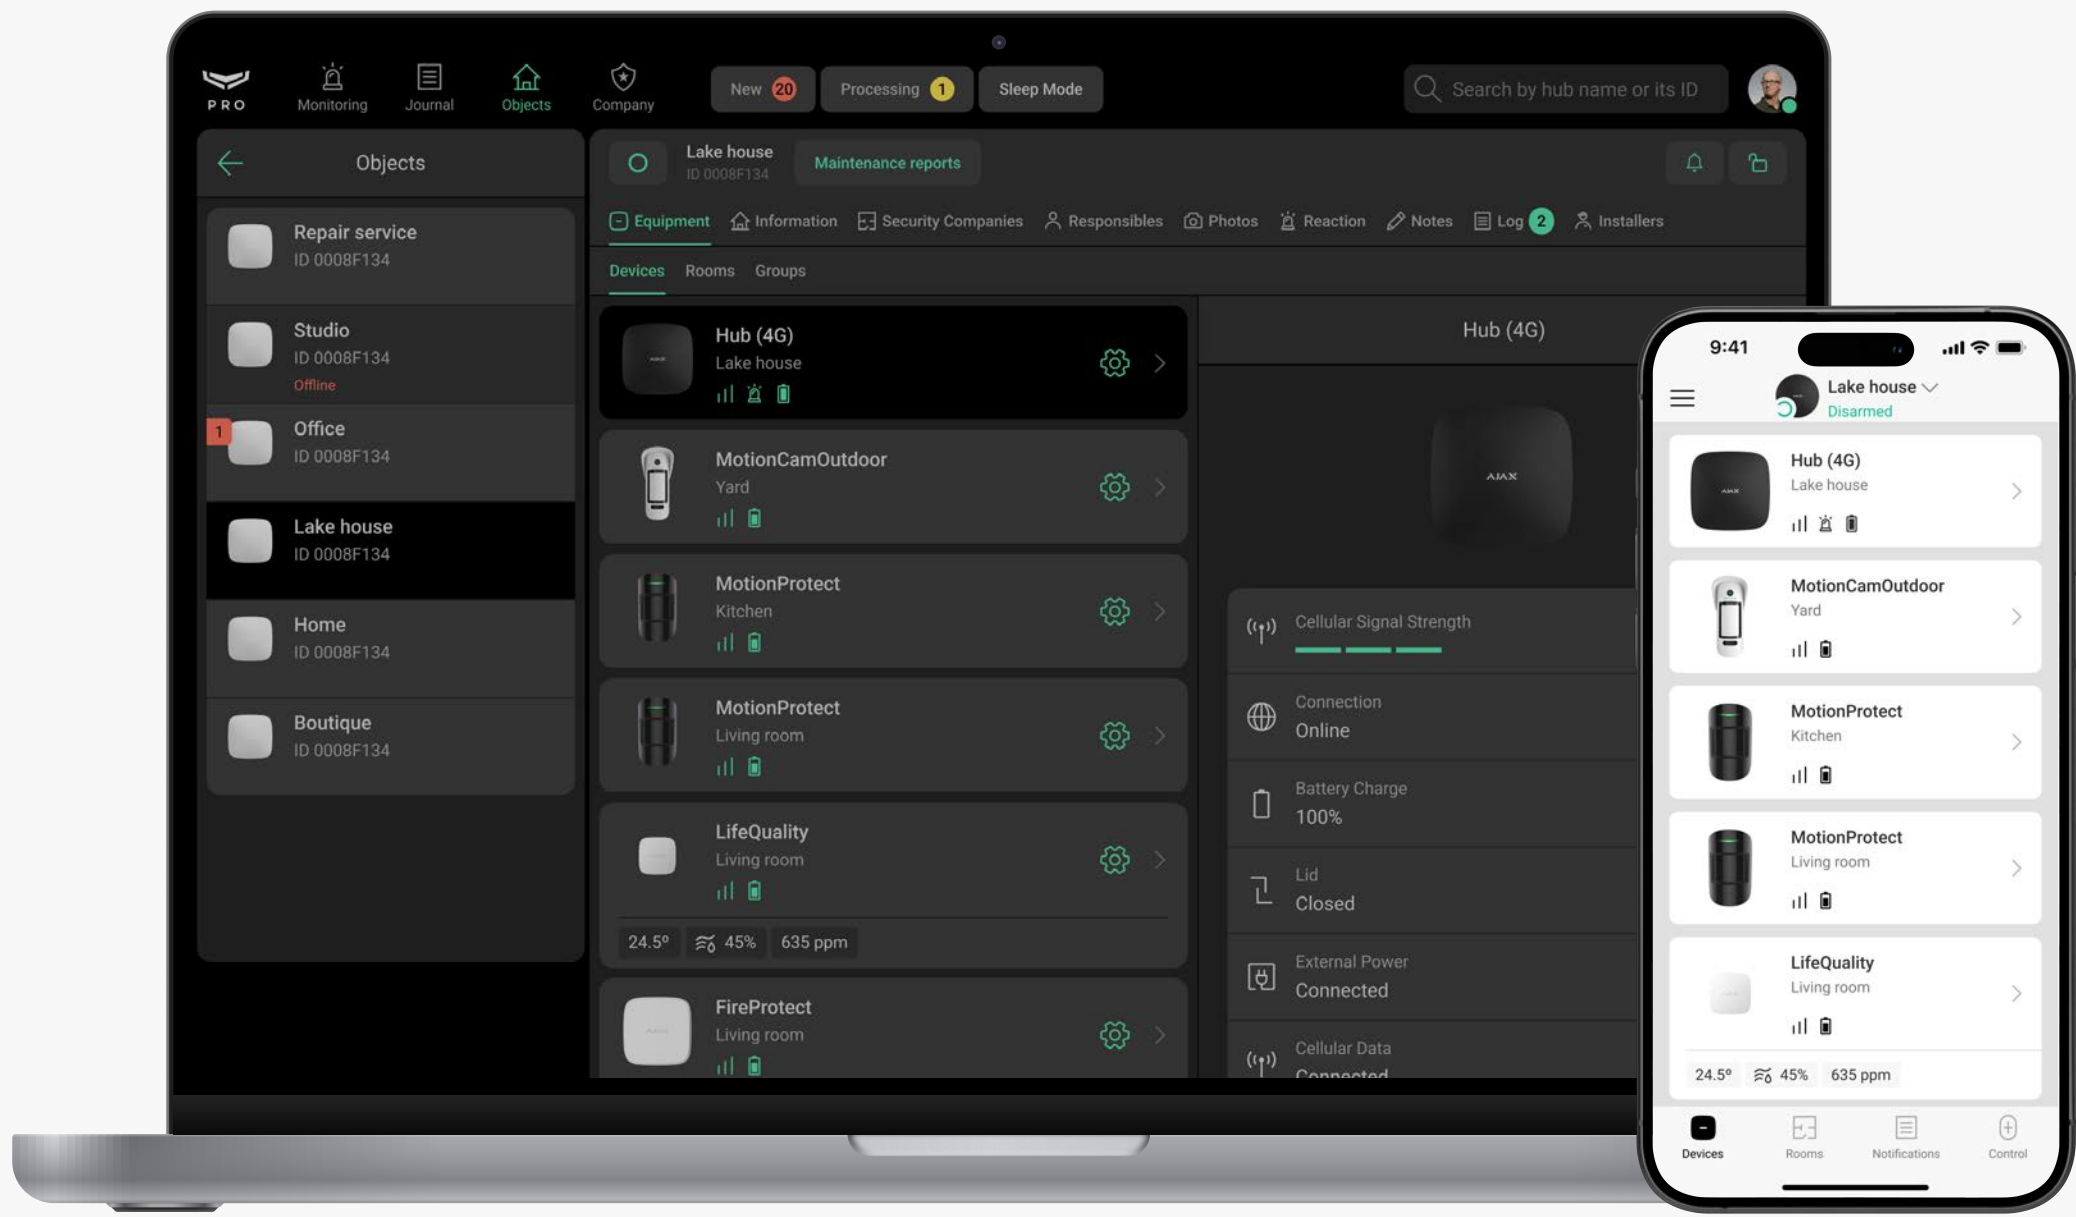 PRO
Monitoring
Journal
Objects
Company
New 20
Processing 1
Sleep Mode
Search by hub name or its ID
Objects
Repair service
ID 0008F134
Studio
ID 0008F134
Offline
1
Office
ID 0008F134
Lake house
ID 0008F134
Home
ID 0008F134
Boutique
ID 0008F134
Lake house
ID 0008F134
Maintenance reports
Equipment
Information
Security Companies
Responsibles
Photos
Reaction
Notes
Log 2
Installers
Devices
Rooms
Groups
AJAX
Hub (4G)
Lake house
MotionCamOutdoor
Yard
MotionProtect
Kitchen
MotionProtect
Living room
LifeQuality
Living room
24.5°
45%
635 ppm
AJAX
FireProtect
Living room
Hub (4G)
AJAX
Cellular Signal Strength
Connection
Online
Battery Charge
100%
Lid
Closed
External Power
Connected
Cellular Data
Connected
9:41
Lake house
Disarmed
AJAX
Hub (4G)
Lake house
MotionCamOutdoor
Yard
MotionProtect
Kitchen
MotionProtect
Living room
LifeQuality
Living room
24.5°
45%
635 ppm
Devices
Rooms
Notifications
Control